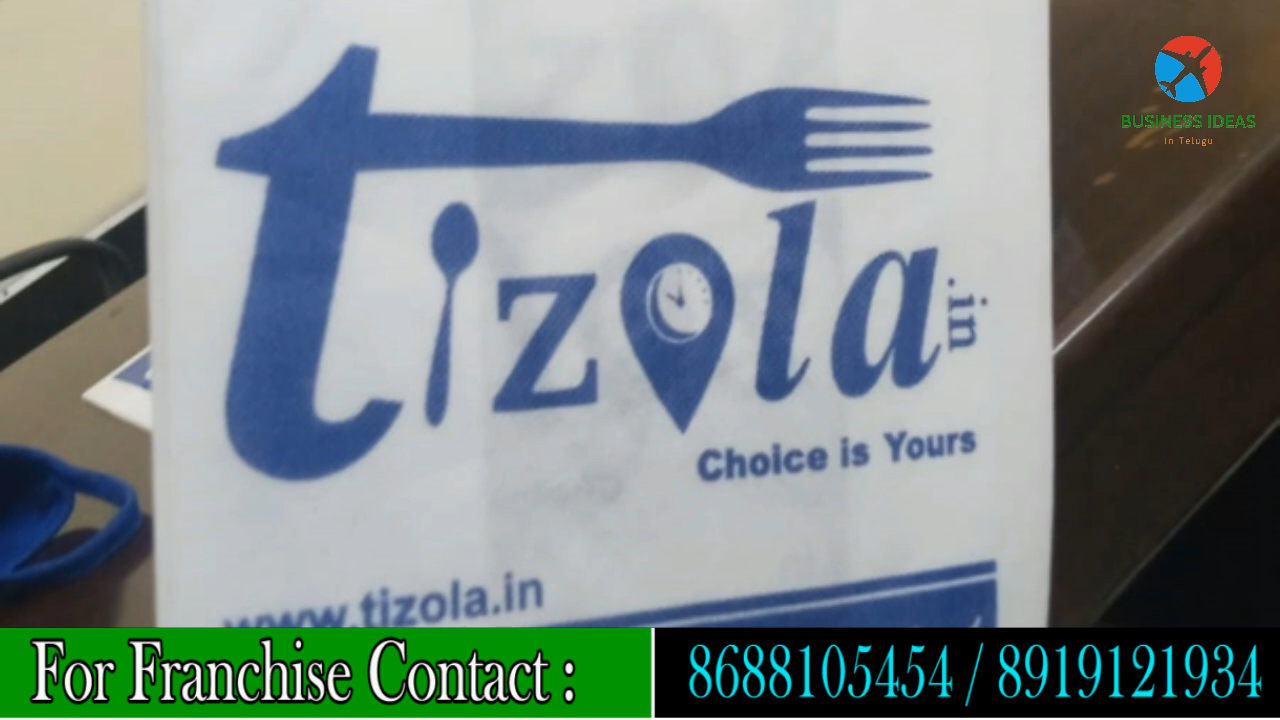 BUSINESS IDEAS
in Telugu
tizola
.in
Choice is Yours
www.tizola.in
For Franchise Contact : 8688105454 / 8919121934